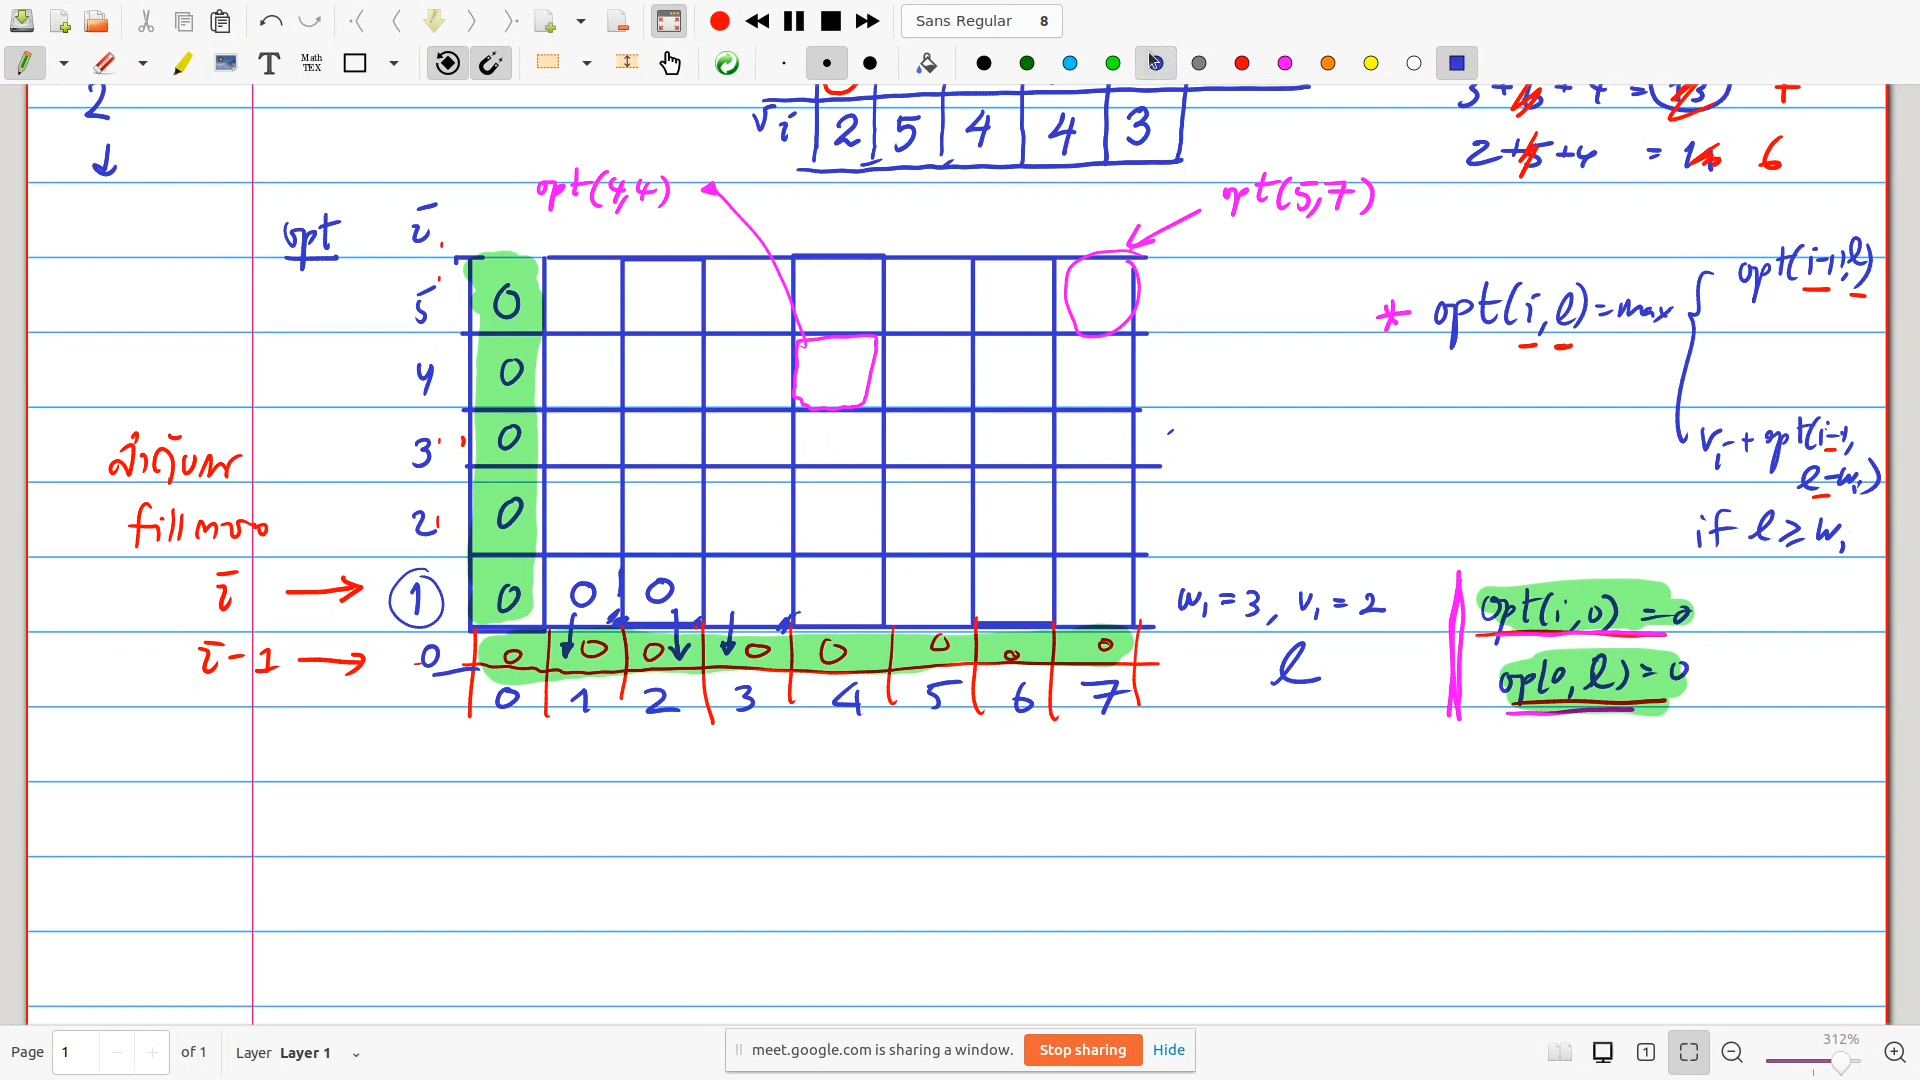 Sans Regular 8
Math TEX
2
Vi 2 5 4 4 3
2+5+4 = 6
opt(4,4)
opt(5,7)
opt i
5 0
4 0
3 0
2 0
1 0 0 0
0 0 0 0 0 0 0 0 0
0 1 2 3 4 5 6 7
ลำดับการ
fill ตาราง
i
i-1
w1 = 3, v1 = 2
l
* opt(i, l) = max
opt(i-1, l)
vi + opt(i-1,
l-wi)
if l ≥ wi
opt(i,0) = 0
opt(0, l) = 0
Page 1 of 1 Layer Layer 1
meet.google.com is sharing a window. Stop sharing Hide
312%